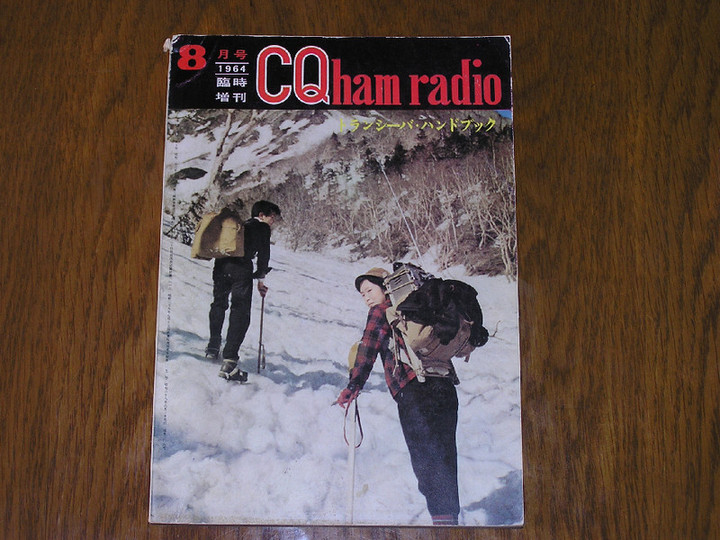 8月号
1964
臨時
増刊
CQ ham radio
トランシーバ・ハンドブック